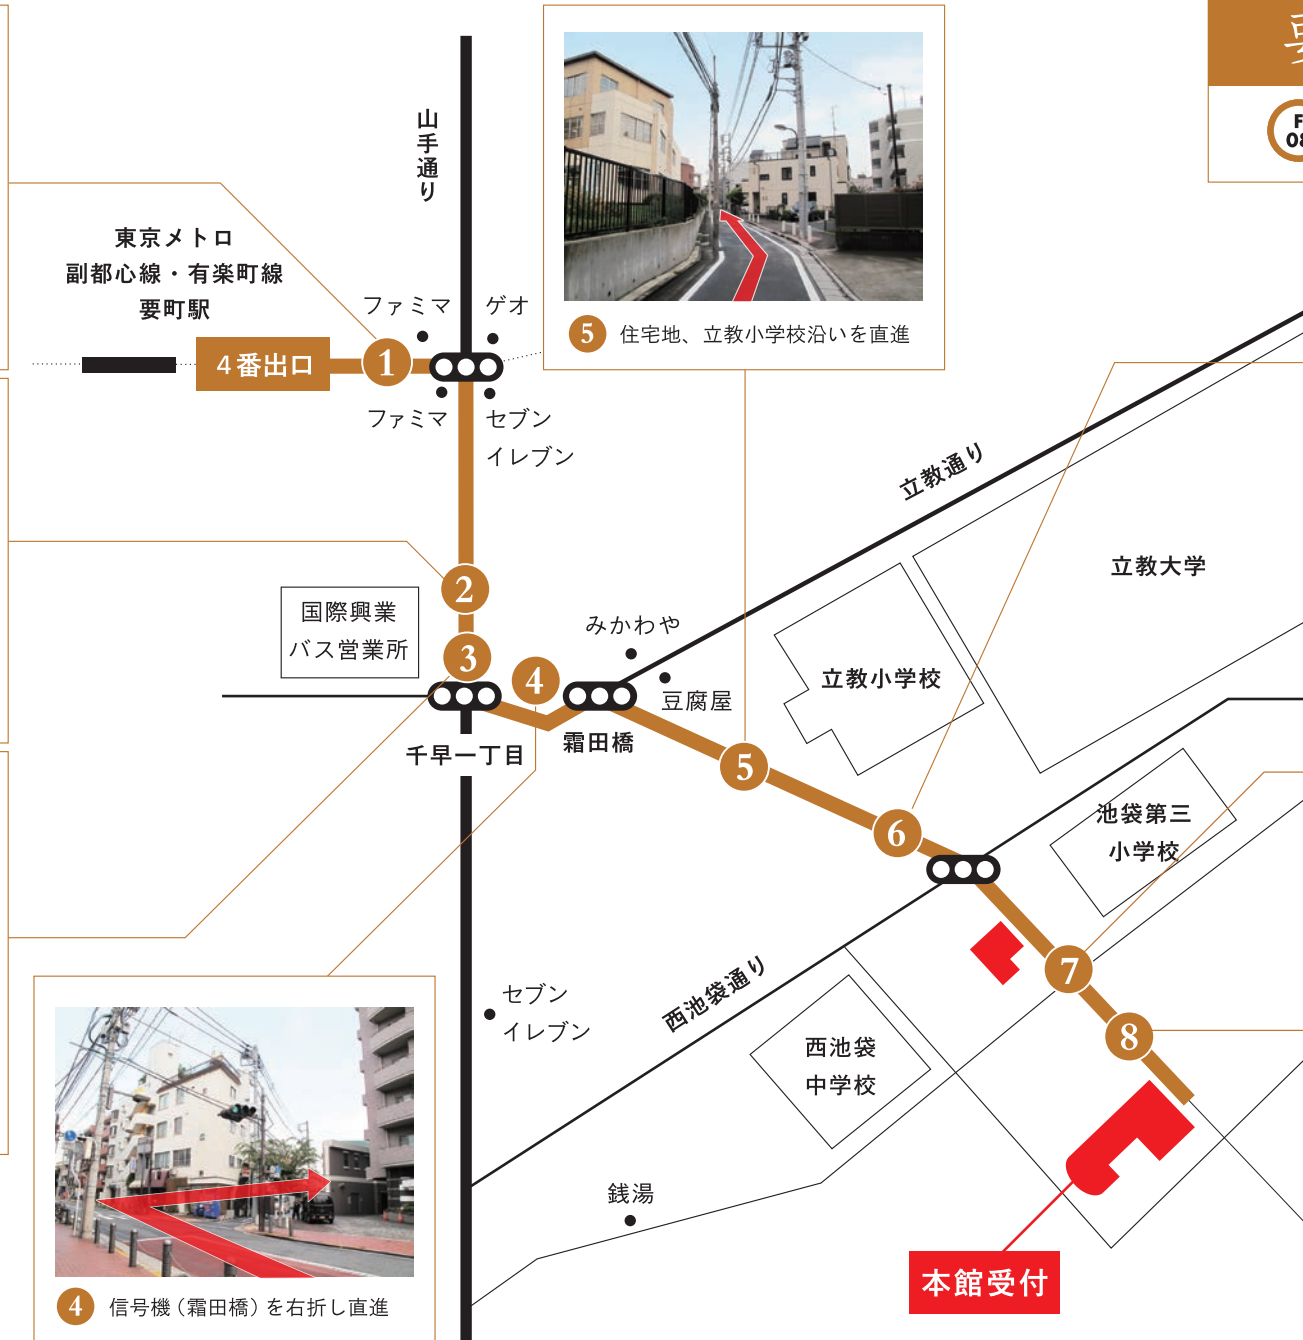 山手通り
東京メトロ
副都心線・有楽町線
要町駅
4番出口
1
ファミマ
ゲオ
ファミマ
セブン
イレブン
5
住宅地、立教小学校沿いを直進
F
立教通り
立教大学
2
国際興業
バス営業所
3
4
みかわや
豆腐屋
立教小学校
千早一丁目
霜田橋
5
6
池袋第三
小学校
7
8
西池袋通り
セブン
イレブン
西池袋
中学校
銭湯
本館受付
4
信号機（霜田橋）を右折し直進